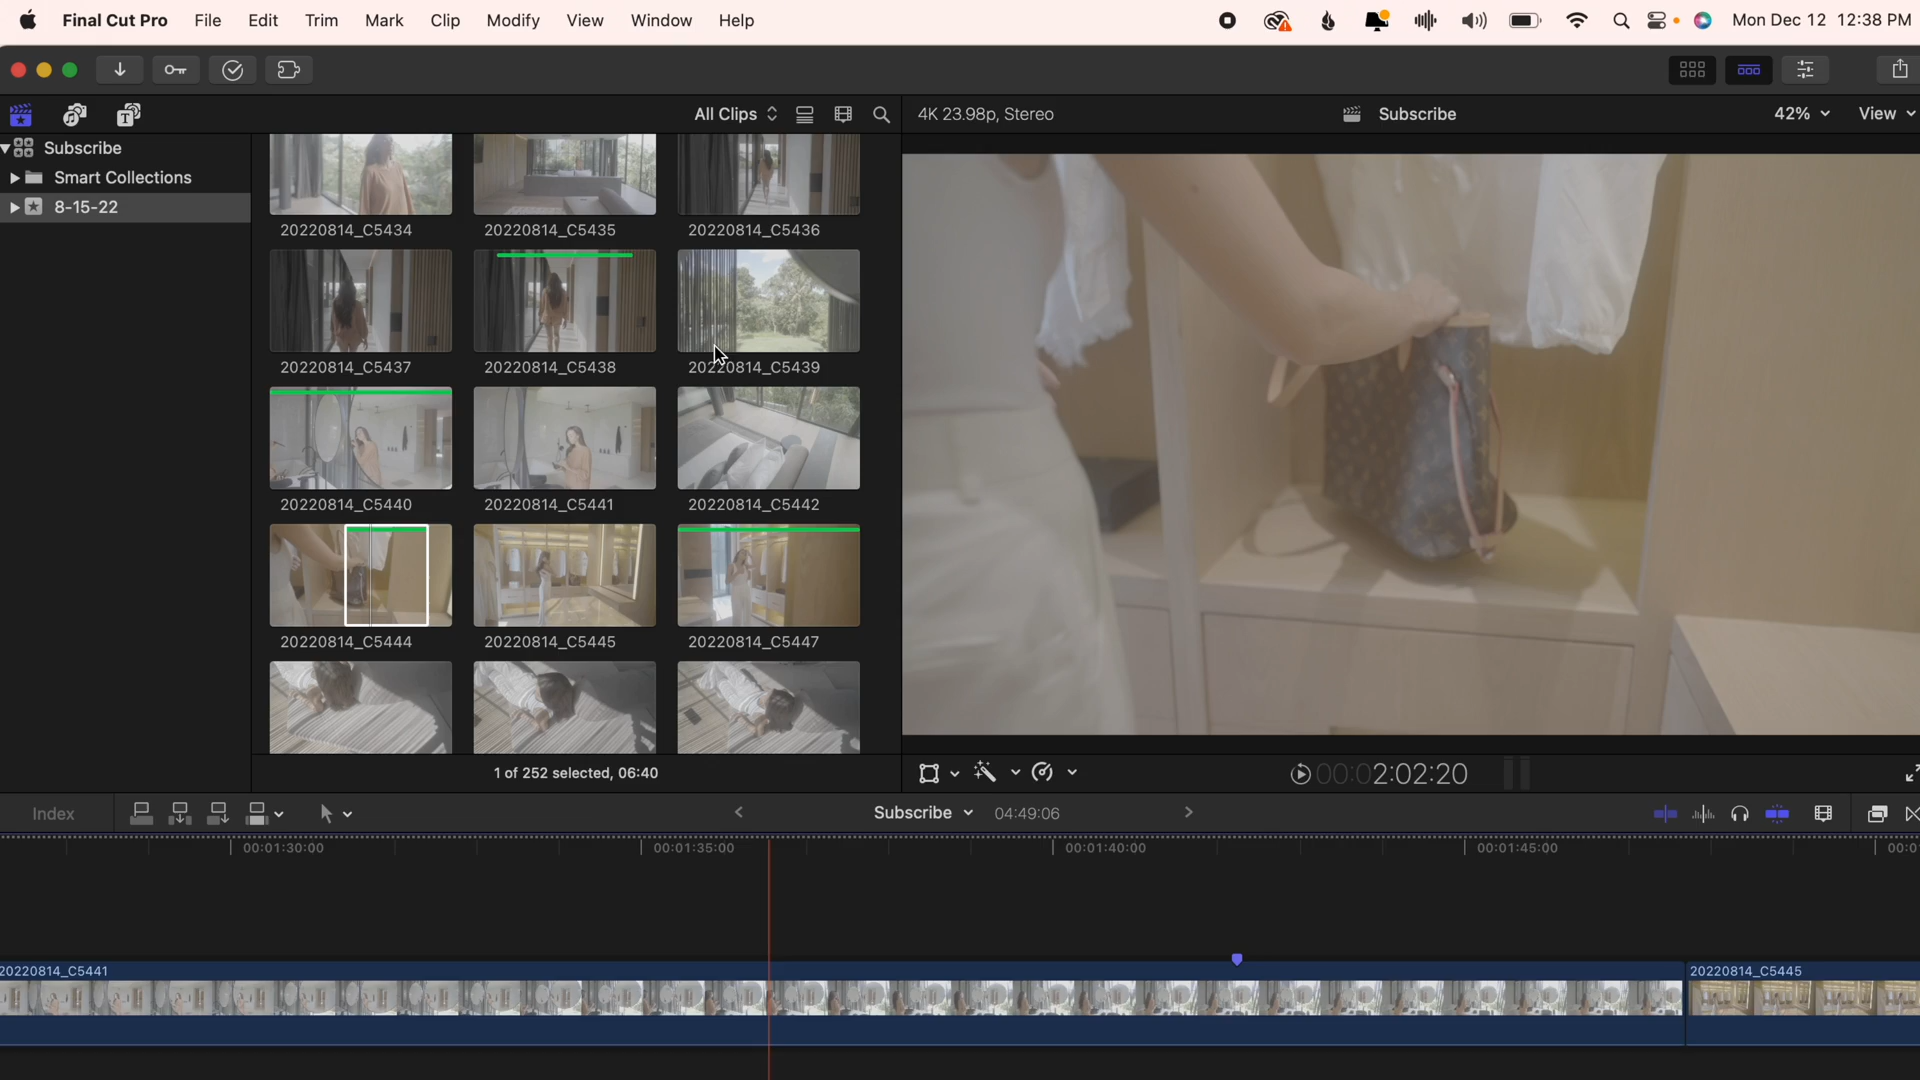 Final Cut Pro File Edit Trim Mark Clip Modify View Window Help Mon Dec 12 12:38 PM
All Clips 4K 23.98p, Stereo Subscribe 42% View
Subscribe
Smart Collections
8-15-22
20220814_C5434 20220814_C5435 20220814_C5436
20220814_C5437 20220814_C5438 20220814_C5439
20220814_C5440 20220814_C5441 20220814_C5442
20220814_C5444 20220814_C5445 20220814_C5447
1 of 252 selected, 06:40 00:02:02:20
Index Subscribe 04:49:06
00:01:30:00 00:01:35:00 00:01:40:00 00:01:45:00
20220814_C5441 20220814_C5445